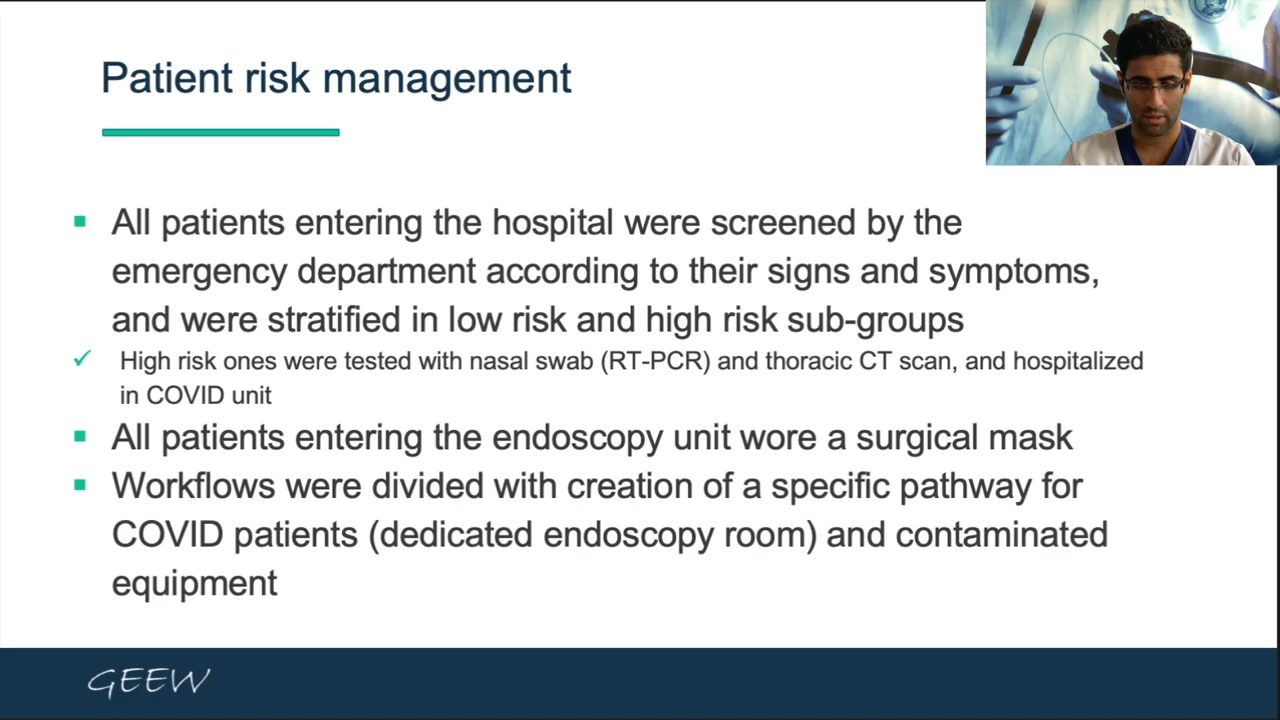 Patient risk management
▪ All patients entering the hospital were screened by the
emergency department according to their signs and symptoms,
and were stratified in low risk and high risk sub-groups
✓ High risk ones were tested with nasal swab (RT-PCR) and thoracic CT scan, and hospitalized
in COVID unit
▪ All patients entering the endoscopy unit wore a surgical mask
▪ Workflows were divided with creation of a specific pathway for
COVID patients (dedicated endoscopy room) and contaminated
equipment
GEEW